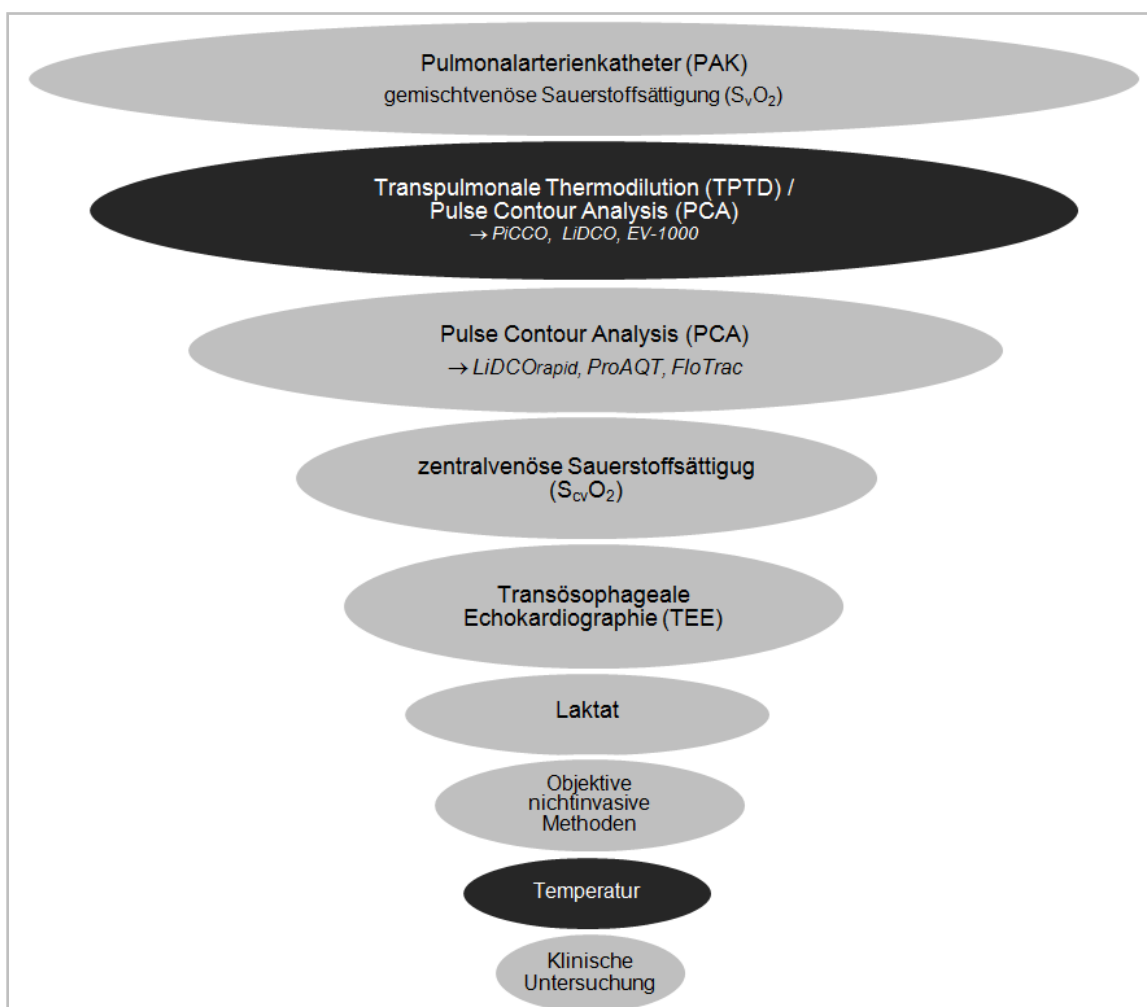 Pulmonalarterienkatheter (PAK)
gemischtvenöse Sauerstoffsättigung (SvO2)
Transpulmonale Thermodilution (TPTD) /
Pulse Contour Analysis (PCA)
→ PiCCO, LiDCO, EV-1000
Pulse Contour Analysis (PCA)
→ LiDCOrapid, ProAQT, FloTrac
zentralvenöse Sauerstoffsättigug
(ScvO2)
Transösophageale
Echokardiographie (TEE)
Laktat
Objektive
nichtinvasive
Methoden
Temperatur
Klinische
Untersuchung